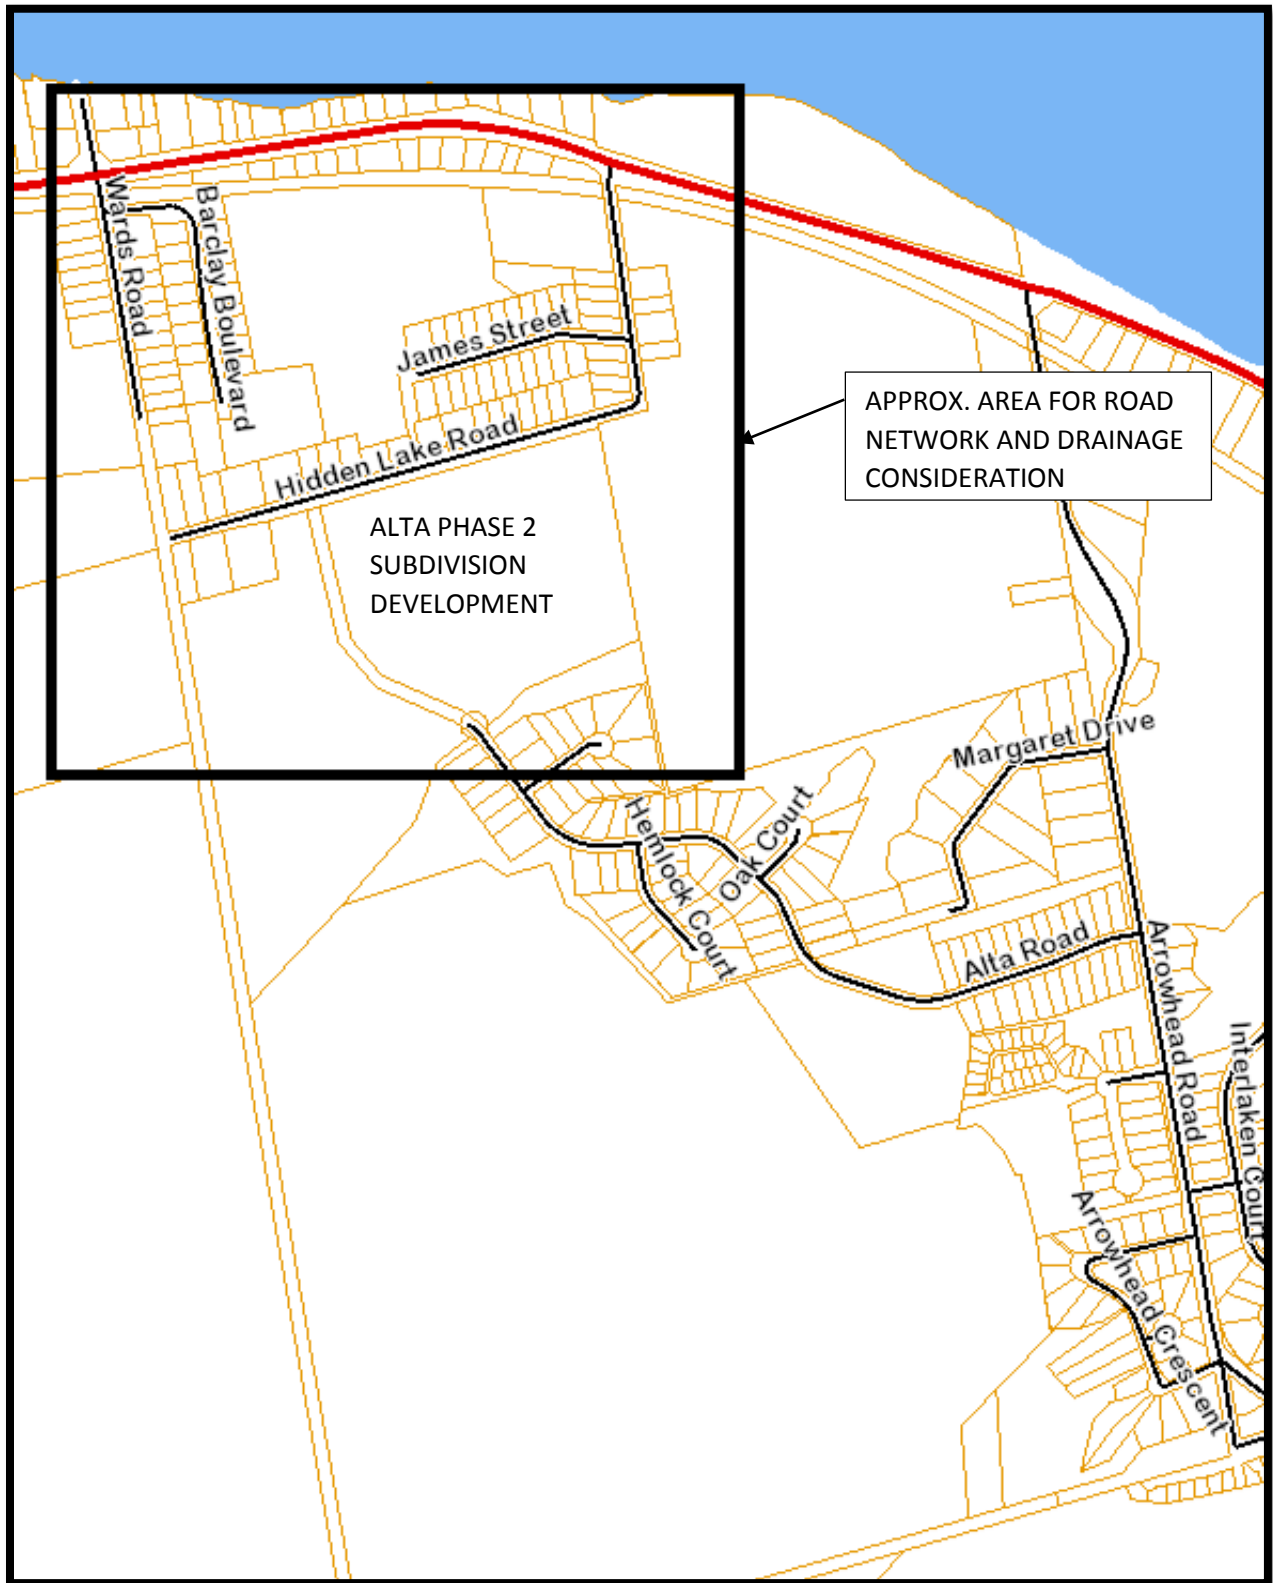 Wards Road
Barclay Boulevard
James Street
Hidden Lake Road
APPROX. AREA FOR ROAD
NETWORK AND DRAINAGE
CONSIDERATION
ALTA PHASE 2
SUBDIVISION
DEVELOPMENT
Margaret Drive
Hemlock Court
Oak Court
Alta Road
Arrowhead Road
Interlaken Court
Arrowhead Crescent